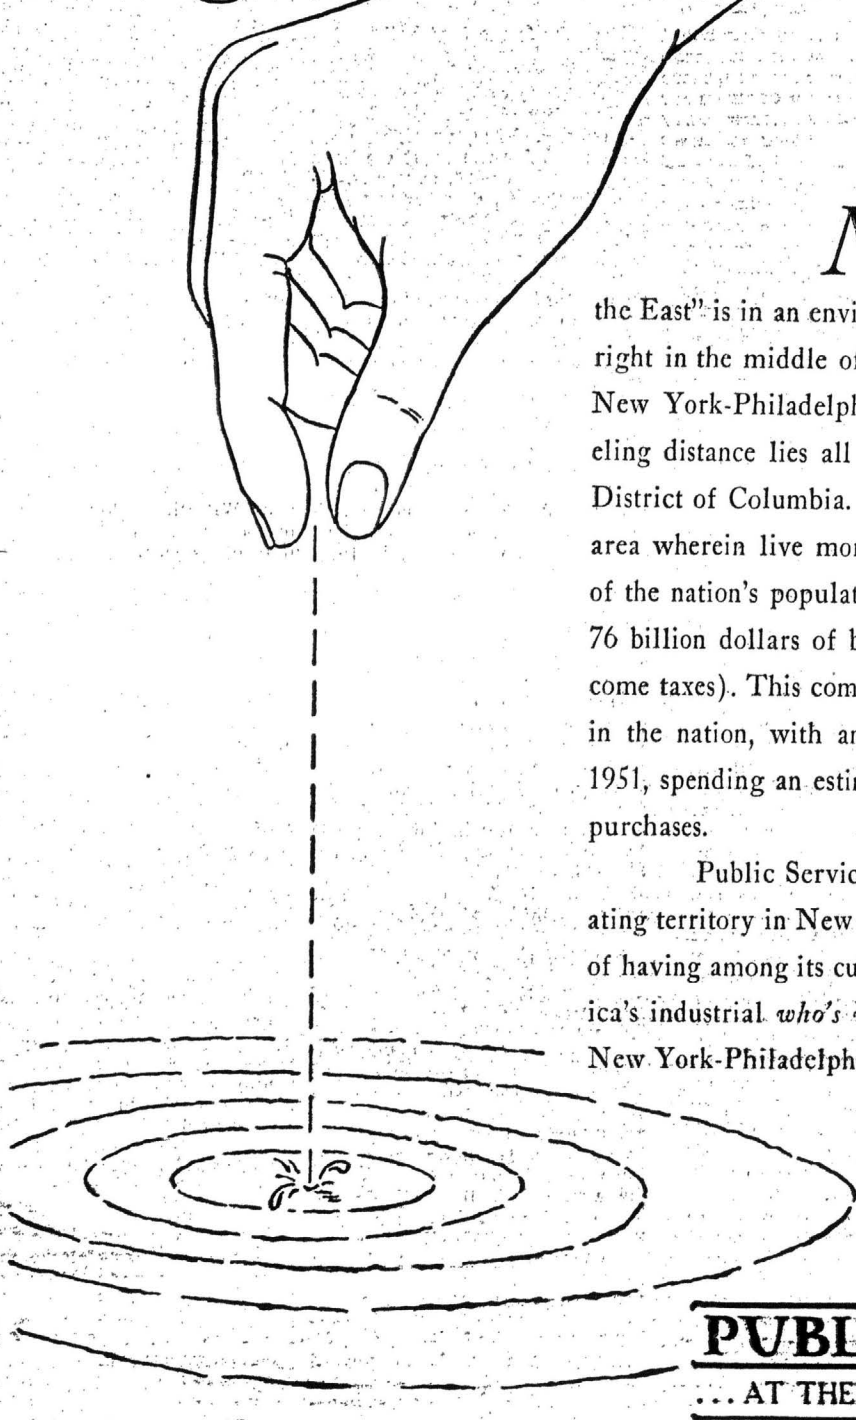 the East" is in an envi
right in the middle o
New York-Philadelph
eling distance lies all
District of Columbia.
area wherein live mor
of the nation's populat
76 billion dollars of b
come taxes). This com
in the nation, with an
1951, spending an estin
purchases.
Public Servic
ating territory in New
of having among its cu
ica's industrial who's
New York-Philadelph
PUBL
...AT THE